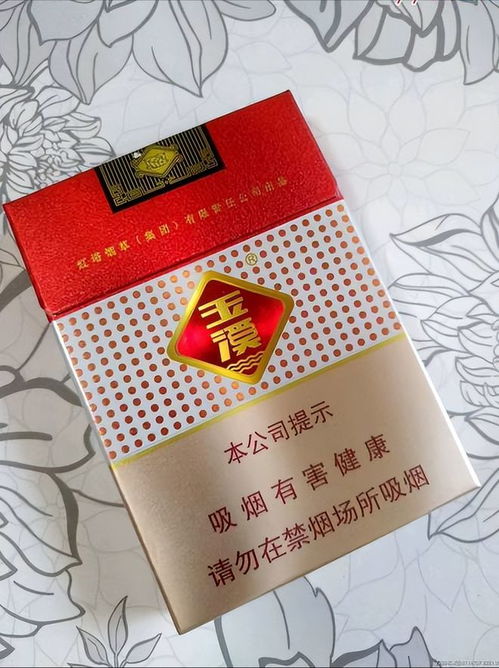 红塔烟草（集团）有限责任公司出品
玉溪®
本公司提示
吸烟有害健康
请勿在禁烟场所吸烟